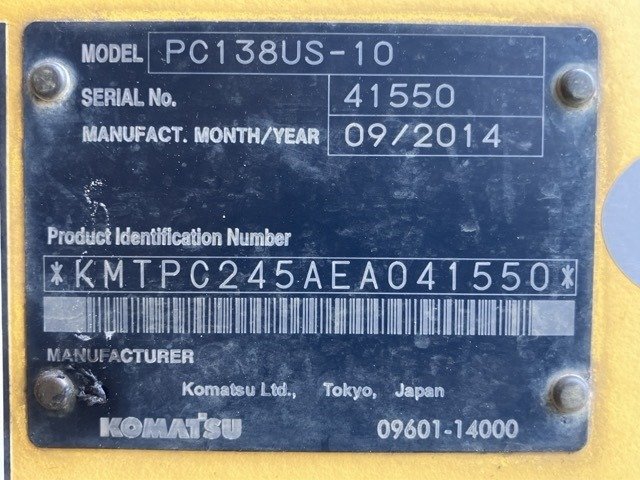 MODEL PC138US-10
SERIAL No. 41550
MANUFACT. MONTH/YEAR 09/2014
Product Identification Number
*KMTPC245AEA041550*
MANUFACTURER
Komatsu Ltd., Tokyo, Japan
KOMATSU 09601-14000